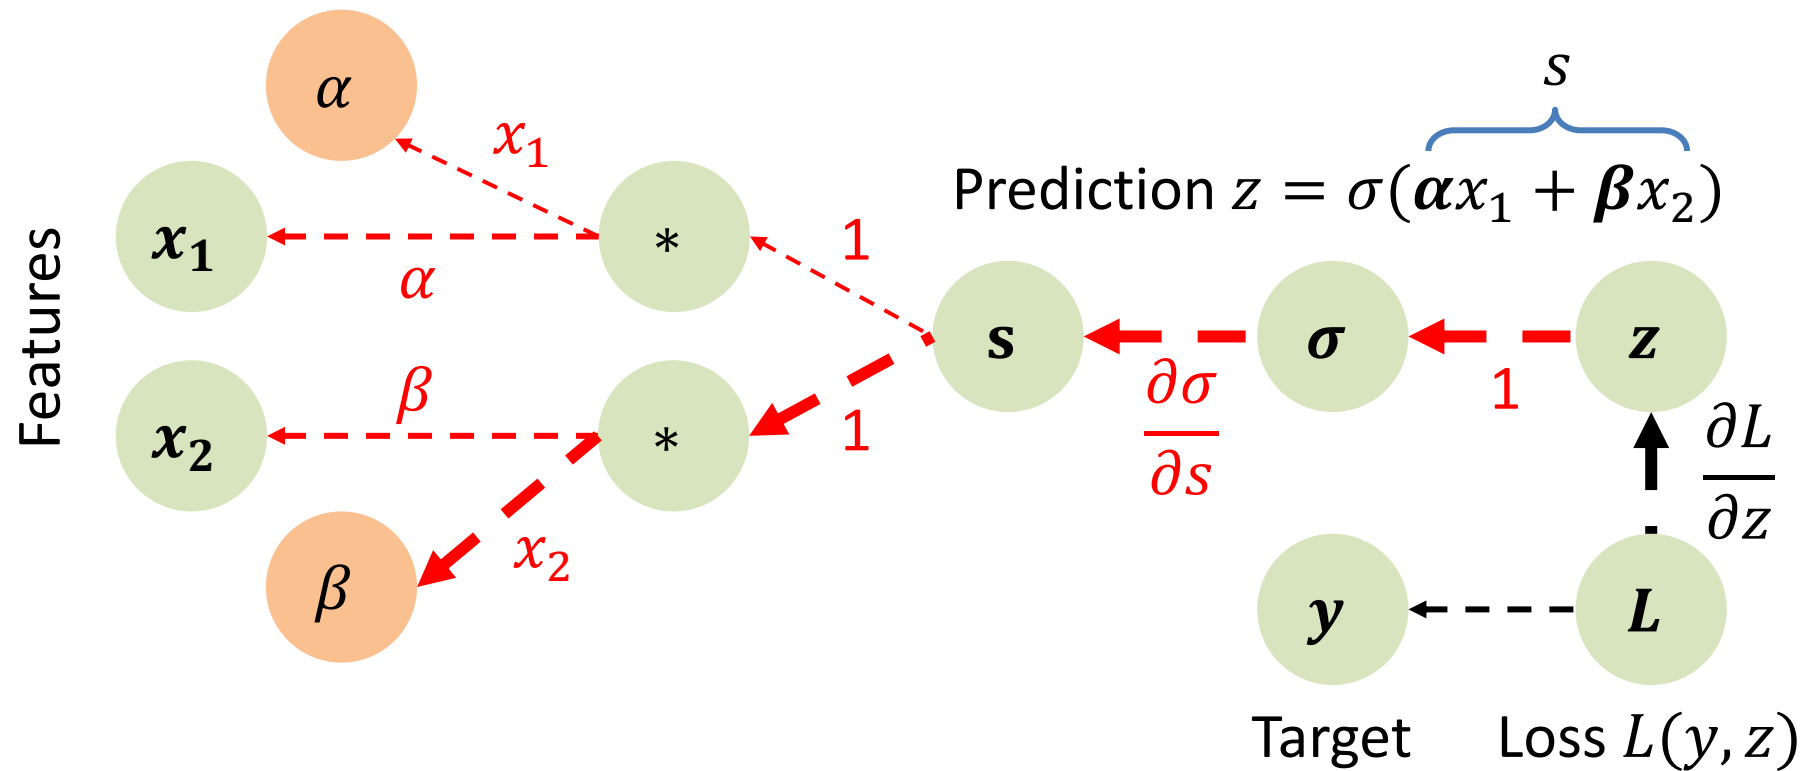 Features
α
x₁
x₁
α
*
β
x₂
*
x₂
β
1
1
s
s
Prediction z = σ(αx₁ + βx₂)
∂σ
∂s
σ
1
z
∂L
∂z
y
L
Target
Loss L(y, z)